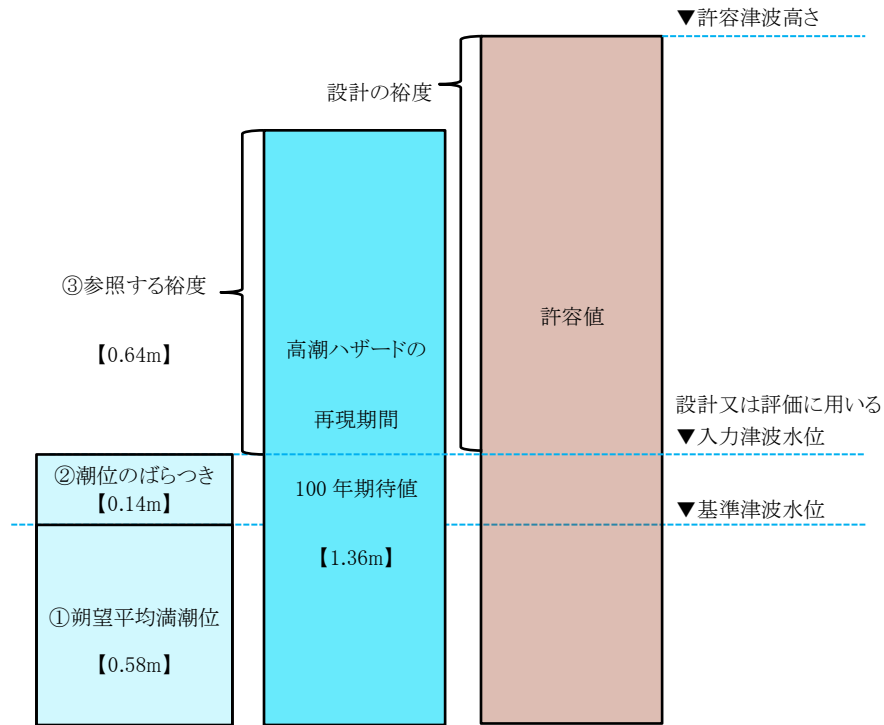 ▼許容津波高さ
設計の裕度
③参照する裕度
【0.64m】
高潮ハザードの
再現期間
100 年期待値
【1.36m】
許容値
設計又は評価に用いる
▼入力津波水位
②潮位のばらつき
【0.14m】
▼基準津波水位
①朔望平均満潮位
【0.58m】